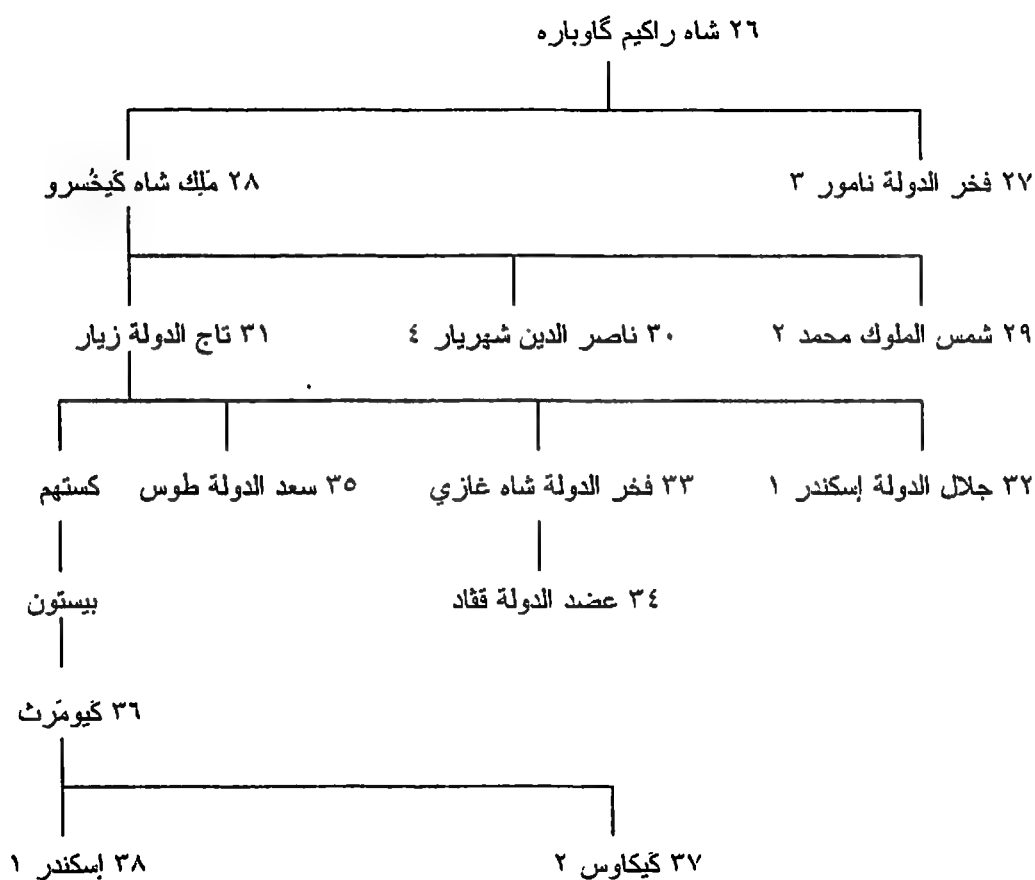 ٢٦ شاه راكيم گاوباره
٢٧ فخر الدولة نامور ٣
٢٨ مَلِك شاه كَيخُسرو
٢٩ شمس الملوك محمد ٢
٣٠ ناصر الدين شهريار ٤
٣١ تاج الدولة زيار
٣٢ جلال الدولة إسكندر ١
٣٣ فخر الدولة شاه غازي
٣٥ سعد الدولة طوس
كستهم
٣٤ عضد الدولة قثاد
بيستون
٣٦ كَيومَرث
٣٧ كَيكاوس ٢
٣٨ إسكندر ١